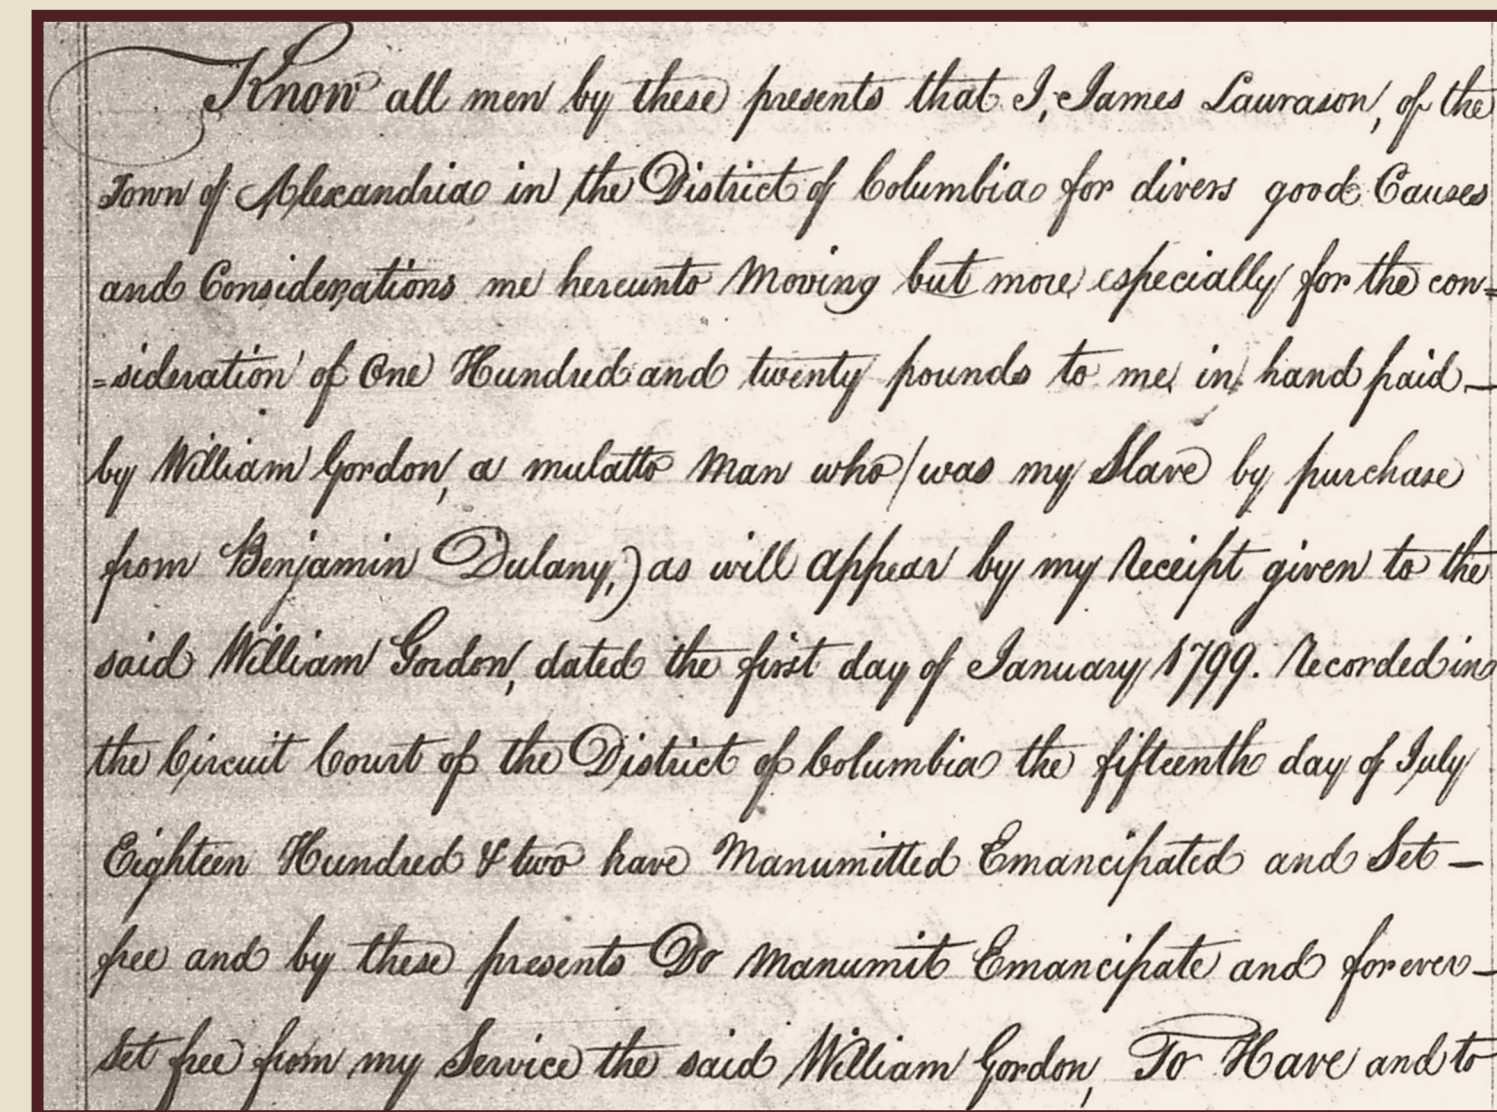 Know all men by these presents that I, James Laurason, of the
Town of Alexandria in the District of Columbia for divers good Causes
and Considerations me hereunto Moving but more especially for the con=
=sideration of One Hundred and twenty pounds to me in hand paid—
by William Gordon, a mulatto Man who (was my Slave by purchase
from Benjamin Dulany,) as will appear by my Receipt given to the
said William Gordon, dated the first day of January 1799. Recorded in
the Circuit Court of the District of Columbia the fifteenth day of July
Eighteen Hundred & two have Manumitted Emancipated and Set—
free and by these presents Do Manumit Emancipate and forever—
Set free from my Service the said William Gordon, To Have and to